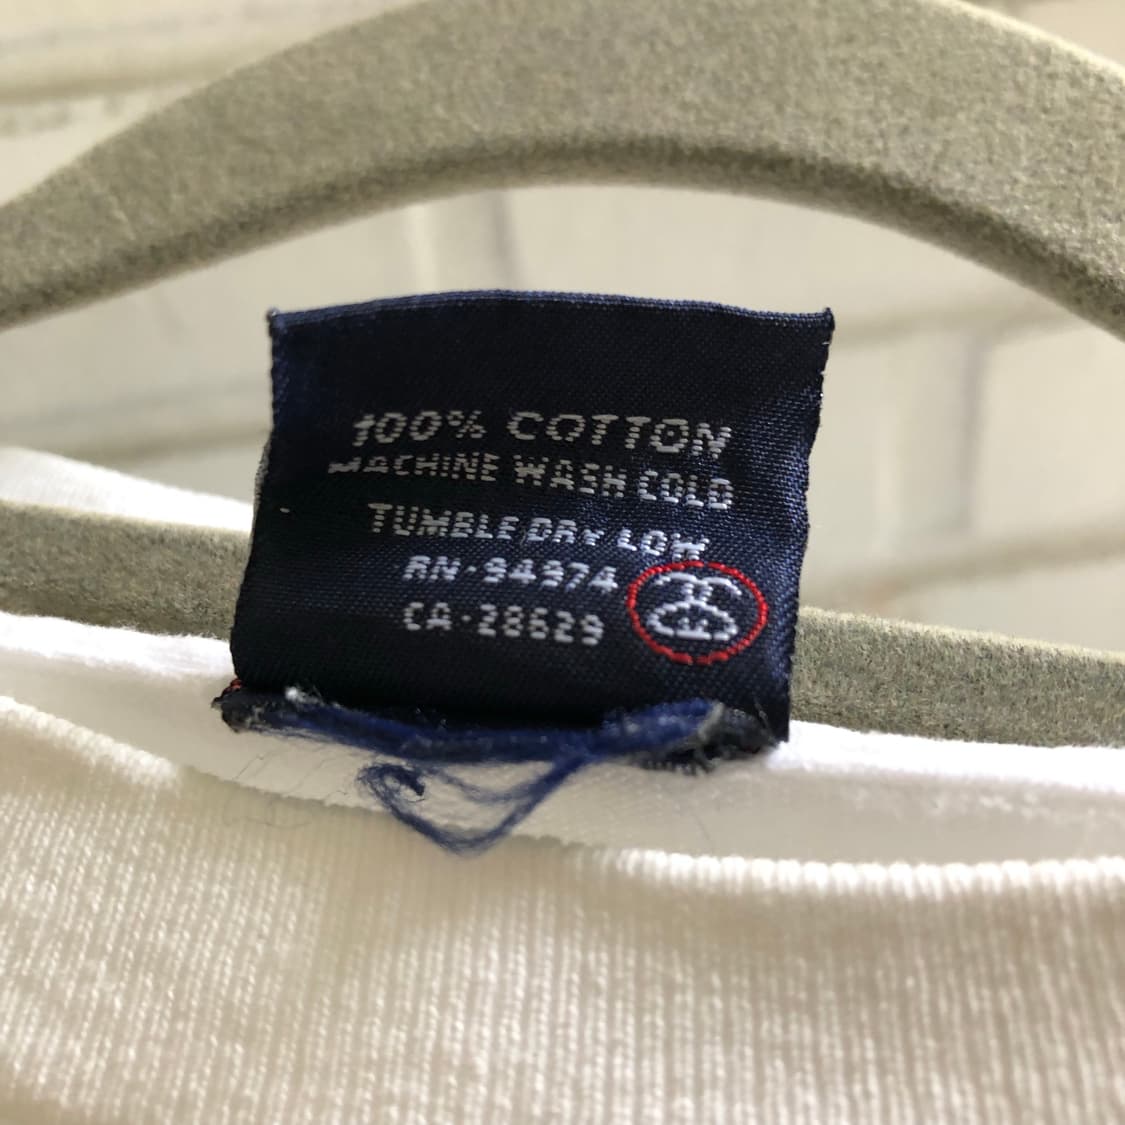 100% COTTON
MACHINE WASH COLD
TUMBLE DRY LOW
RN-94974
CA-28629